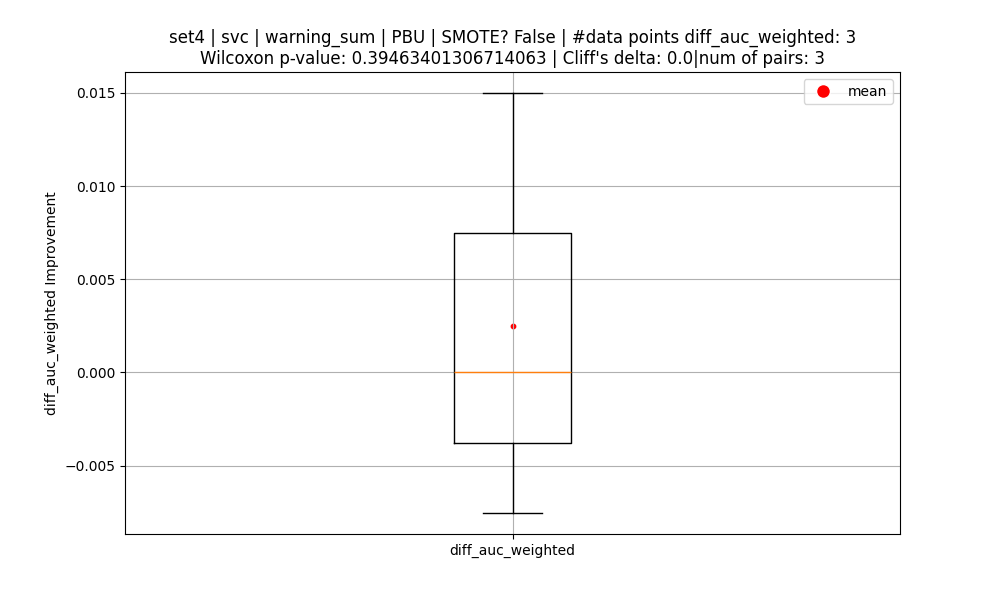 set4 | svc | warning_sum | PBU | SMOTE? False | #data points diff_auc_weighted: 3
Wilcoxon p-value: 0.39463401306714063 | Cliff's delta: 0.0|num of pairs: 3
mean
0.015
0.010
0.005
0.000
−0.005
diff_auc_weighted Improvement
diff_auc_weighted